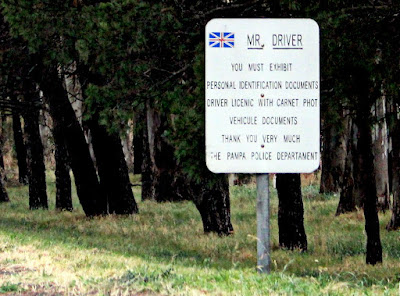 MR. DRIVER
YOU MUST EXHIBIT
PERSONAL IDENTIFICATION DOCUMENTS
DRIVER LICENIC WITH CARNET PHOT
VEHICULE DOCUMENTS
THANK YOU VERY MUCH
THE PAMPA POLICE DEPARTAMENT